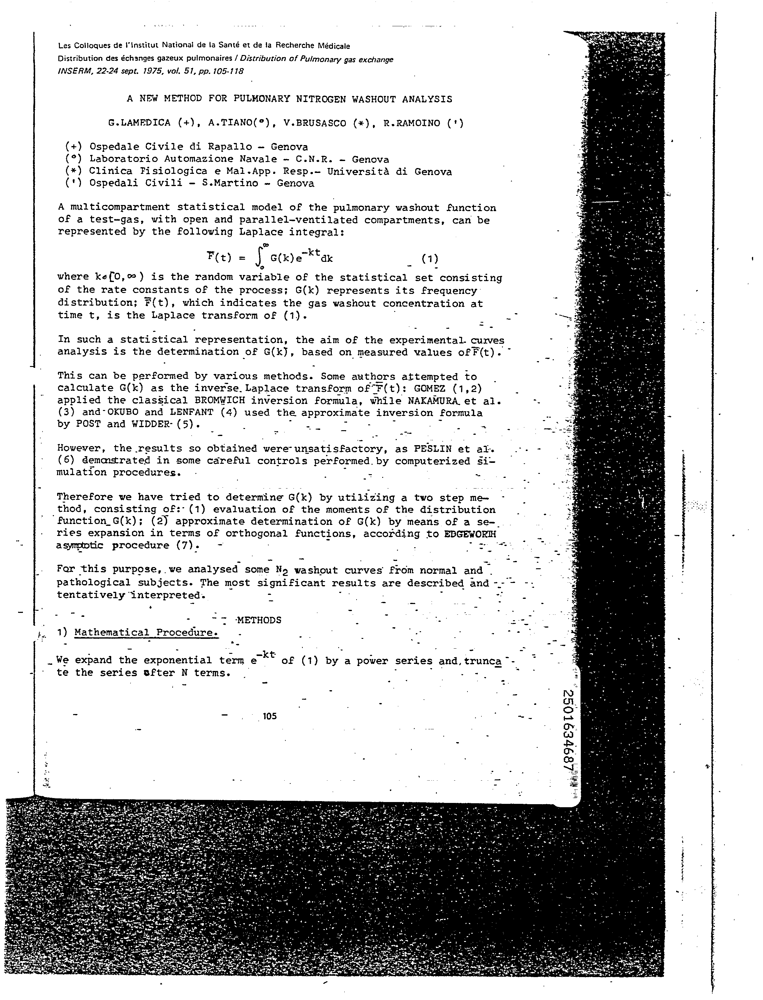 Les Colloques de l'Institut National de la Santé et de la Recherche Médicale
Distribution des échanges gazeux pulmonaires / Distribution of Pulmonary gas exchange
INSERM, 22-24 sept. 1975, vol. 51, pp. 105-118
A NEW METHOD FOR PULMONARY NITROGEN WASHOUT ANALYSIS
G.LAMEDICA (+), A.TIANO(°), V.BRUSASCO (*), R.RAMOINO (')
(+) Ospedale Civile di Rapallo - Genova
(°) Laboratorio Automazione Navale - C.N.R. - Genova
(*) Clinica Fisiologica e Mal.App. Resp.- Università di Genova
(') Ospedali Civili - S.Martino - Genova
A multicompartment statistical model of the pulmonary washout function
of a test-gas, with open and parallel-ventilated compartments, can be
represented by the following Laplace integral:
F̅(t) = ∫₀^∞ G(k)e^-kt dk (1)
where k∈[0,∞) is the random variable of the statistical set consisting
of the rate constants of the process; G(k) represents its frequency
distribution; F̅(t), which indicates the gas washout concentration at
time t, is the Laplace transform of (1).
In such a statistical representation, the aim of the experimental curves
analysis is the determination of G(k), based on measured values of F̅(t).
This can be performed by various methods. Some authors attempted to
calculate G(k) as the inverse Laplace transform of F̅(t): GOMEZ (1,2)
applied the classical BROMWICH inversion formula, while NAKAMURA et al.
(3) and OKUBO and LENFANT (4) used the approximate inversion formula
by POST and WIDDER (5).
However, the results so obtained were unsatisfactory, as PESLIN et al.
(6) demonstrated in some careful controls performed by computerized si-
mulation procedures.
Therefore we have tried to determine G(k) by utilizing a two step me-
thod, consisting of: (1) evaluation of the moments of the distribution
function G(k); (2) approximate determination of G(k) by means of a se-
ries expansion in terms of orthogonal functions, according to EDGEWORTH
asymptotic procedure (7).
For this purpose, we analysed some N₂ washout curves from normal and
pathological subjects. The most significant results are described and
tentatively interpreted.
METHODS
1) Mathematical Procedure.
We expand the exponential term e^-kt of (1) by a power series and trunca
te the series after N terms.
105
2501634687